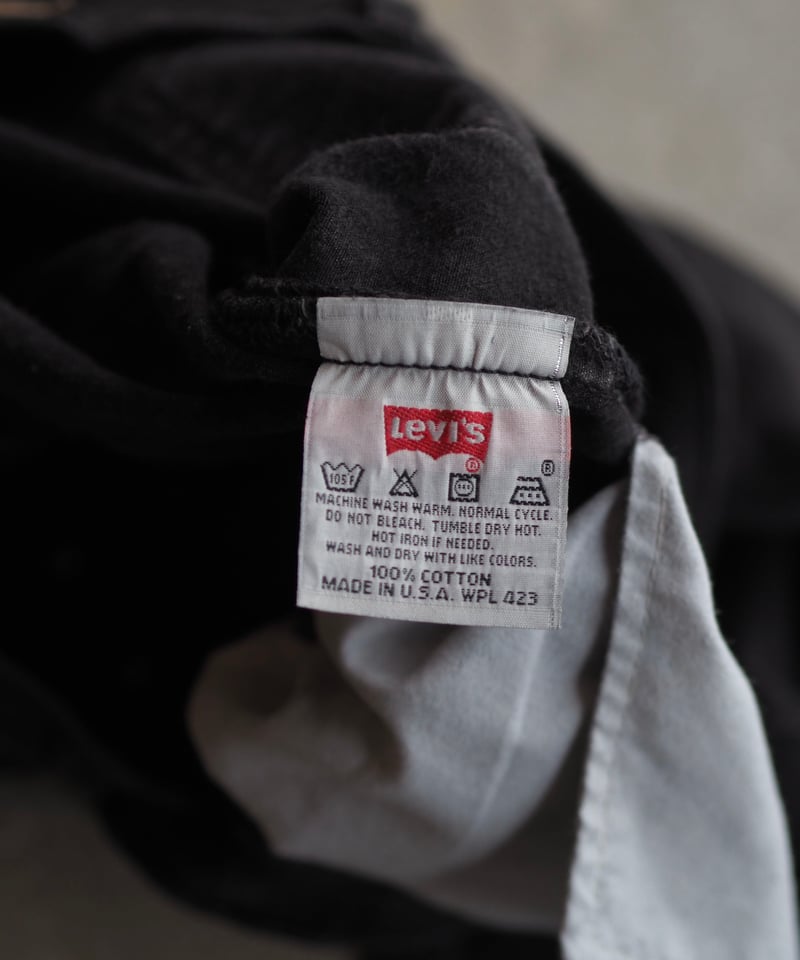 Levi's
105F
MACHINE WASH WARM. NORMAL CYCLE.
DO NOT BLEACH. TUMBLE DRY HOT.
HOT IRON IF NEEDED.
WASH AND DRY WITH LIKE COLORS.
100% COTTON
MADE IN U.S.A. WPL 423